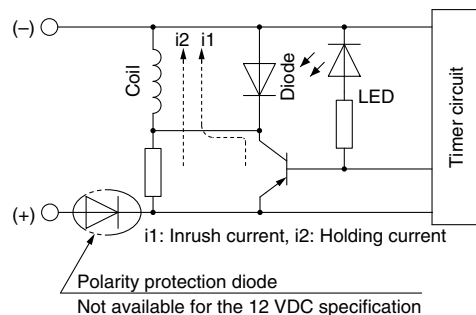 (–)
i2 i1
Coil
Diode
LED
Timer circuit
(+)
i1: Inrush current, i2: Holding current
Polarity protection diode
Not available for the 12 VDC specification